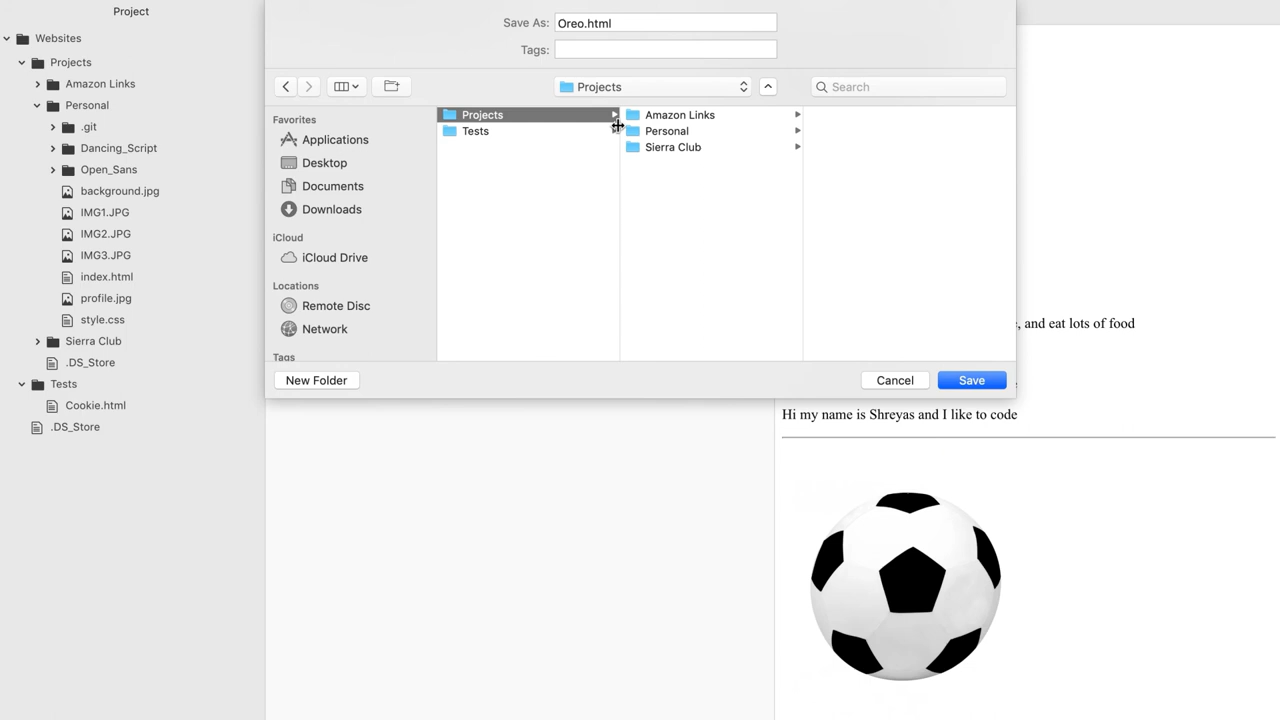 Project
Websites
Projects
Amazon Links
Personal
.git
Dancing_Script
Open_Sans
background.jpg
IMG1.JPG
IMG2.JPG
IMG3.JPG
index.html
profile.jpg
style.css
Sierra Club
.DS_Store
Tests
Cookie.html
.DS_Store
Save As: Oreo.html
Tags:
Projects
Search
Favorites
Applications
Desktop
Documents
Downloads
iCloud
iCloud Drive
Locations
Remote Disc
Network
Tags
Projects
Tests
Amazon Links
Personal
Sierra Club
New Folder
Cancel
Save
, and eat lots of food
Hi my name is Shreyas and I like to code